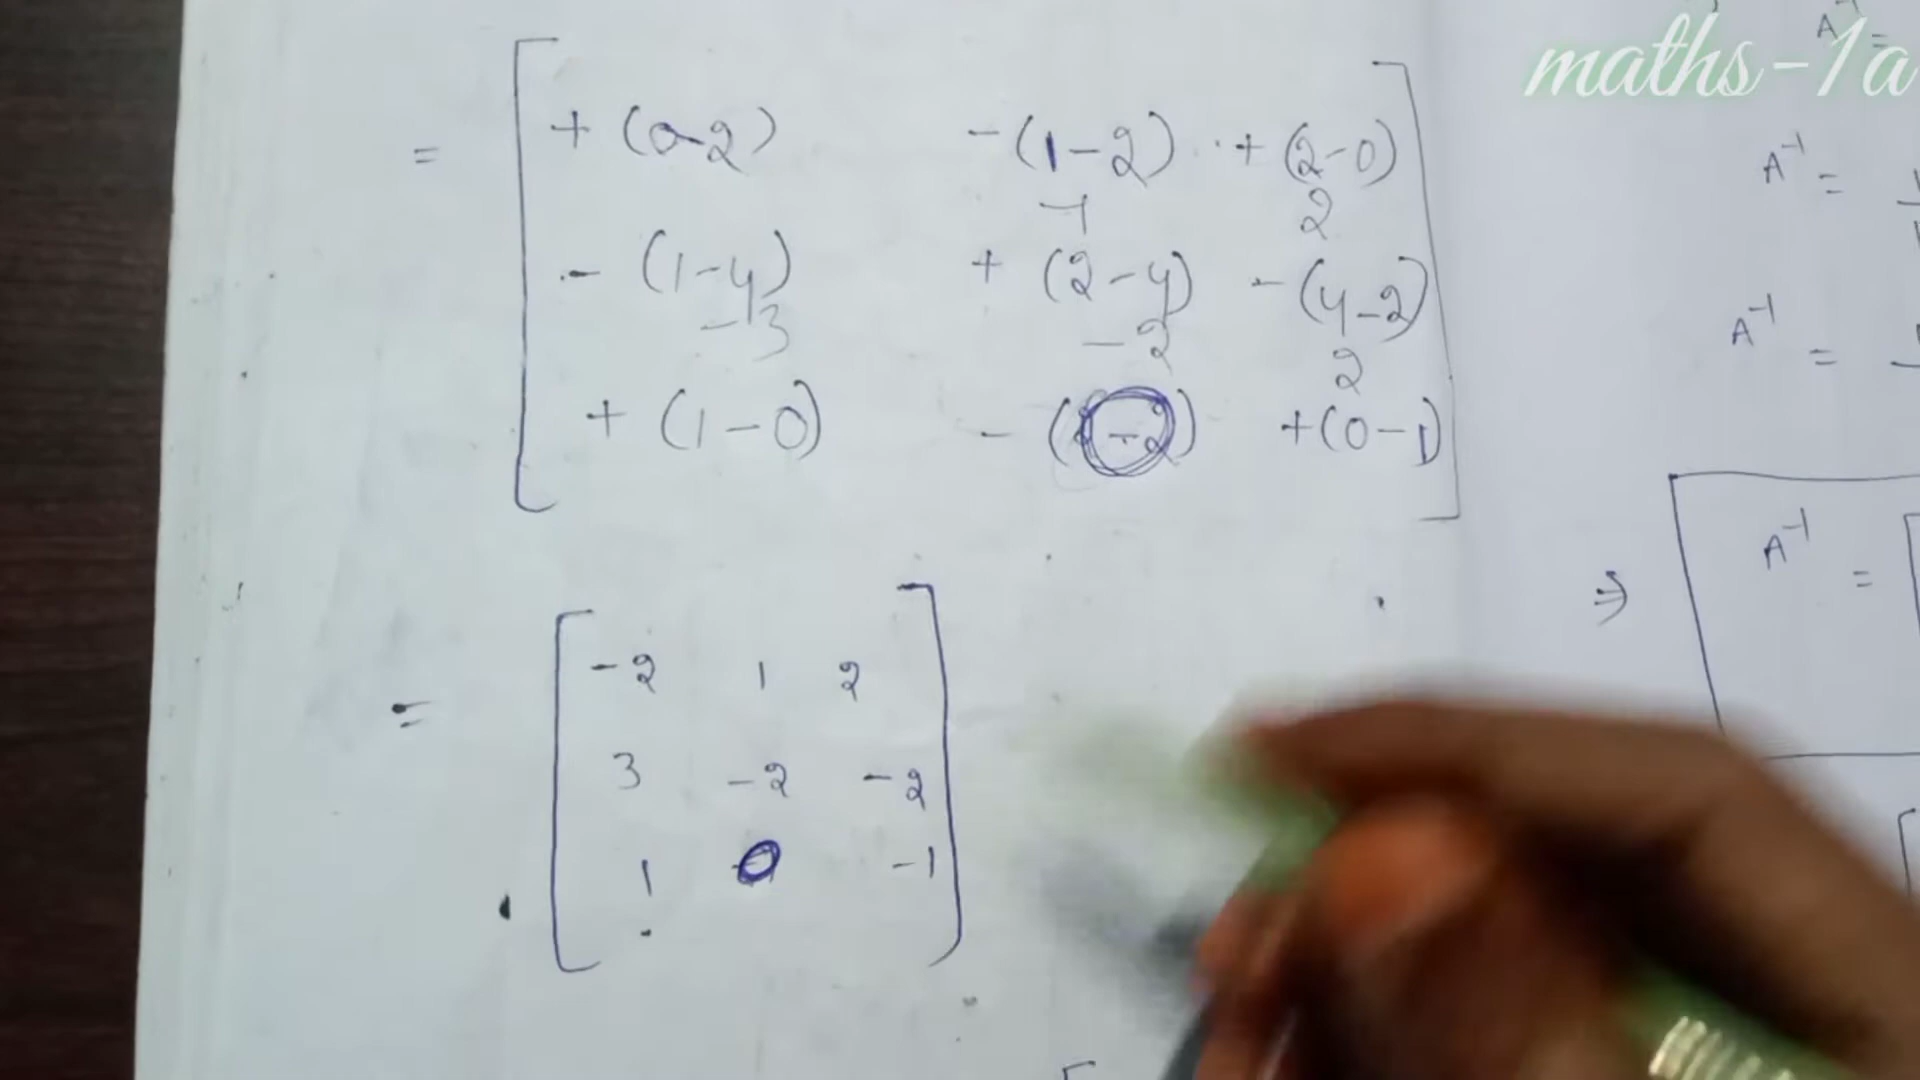 maths-1a
A⁻¹ =
= [ + (0-2) -(1-2) + (2-0)
-1 2
- (1-4) + (2-4) -(4-2)
-3 -2 2
+ (1-0) - (2-2) +(0-1) ]
A⁻¹ =
A⁻¹ =
⇒ A⁻¹ =
= [ -2 1 2
3 -2 -2
1 0 -1 ]